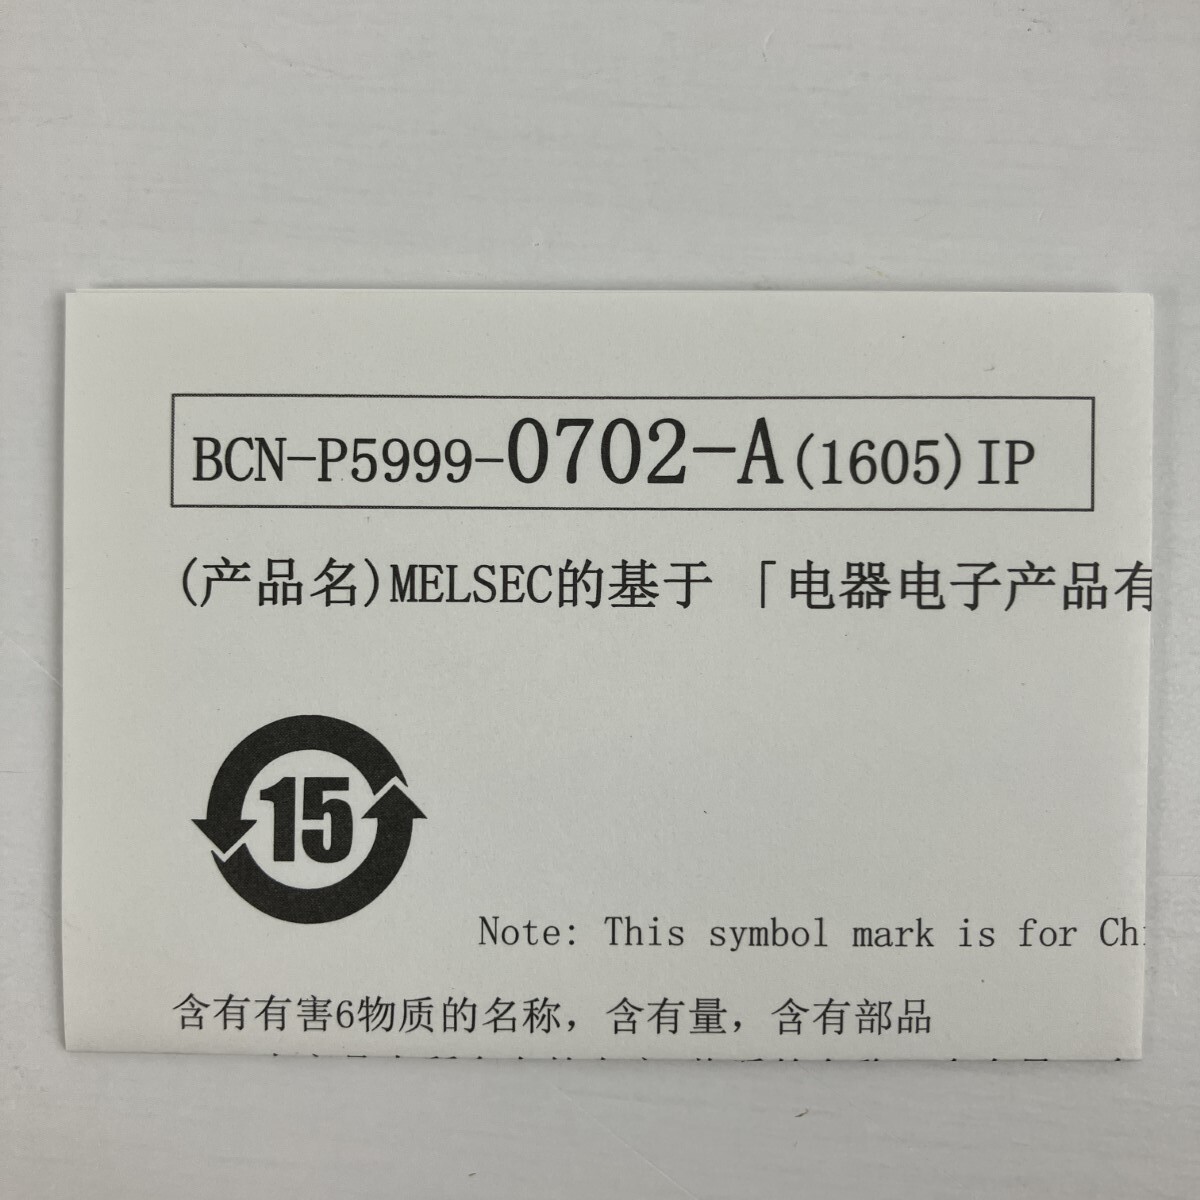 BCN-P5999-0702-A(1605)IP
(产品名)MELSEC的基于「电器电子产品有
15
Note: This symbol mark is for Ch
含有有害6物质的名称，含有量，含有部品